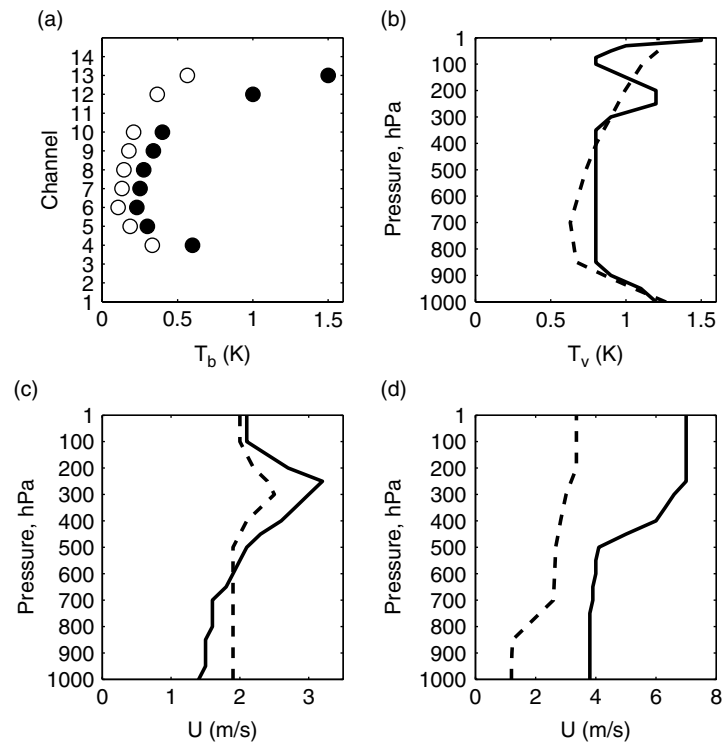 (a)
14
13
12
11
10
9
8
7
6
5
4
3
2
1
Channel
0 0.5 1 1.5
T_b (K)
(b)
1
100
200
300
400
500
600
700
800
900
1000
Pressure, hPa
0 0.5 1
T_v (K)
(c)
1
100
200
300
400
500
600
700
800
900
1000
Pressure, hPa
0 1 2 3
U (m/s)
(d)
1
100
200
300
400
500
600
700
800
900
1000
Pressure, hPa
0 2 4 6 8
U (m/s)